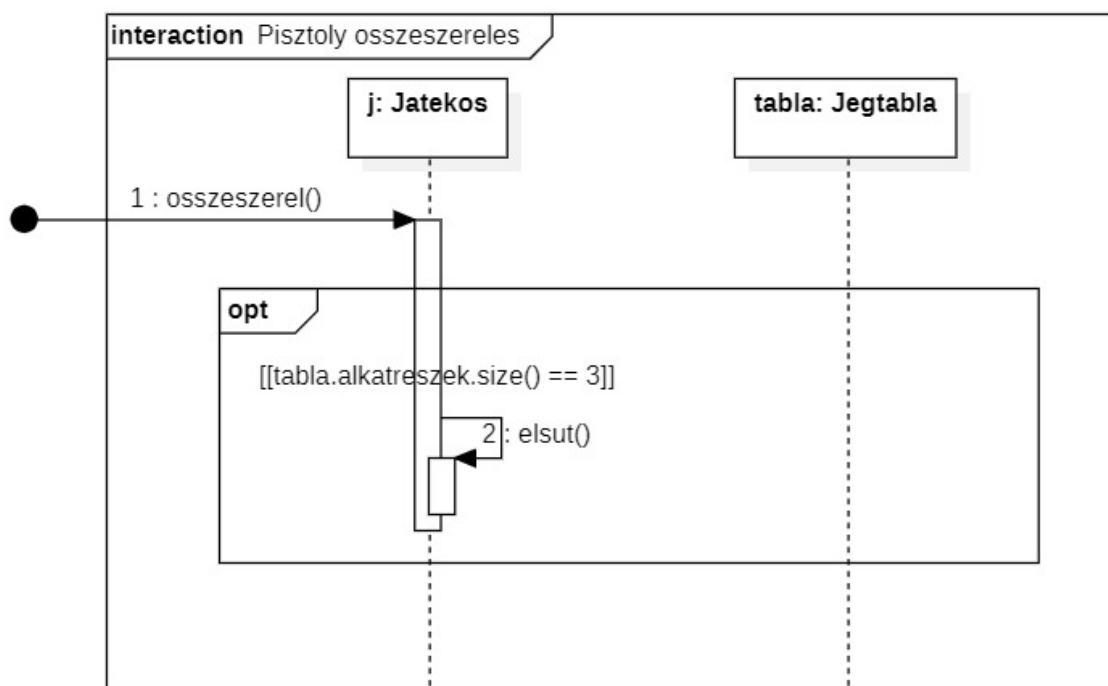 interaction Pisztoly osszeszereles
j: Jatekos
tabla: Jegtabla
1 : osszeszerel()
opt
[[tabla.alkatreszek.size() == 3]]
2 : elsut()